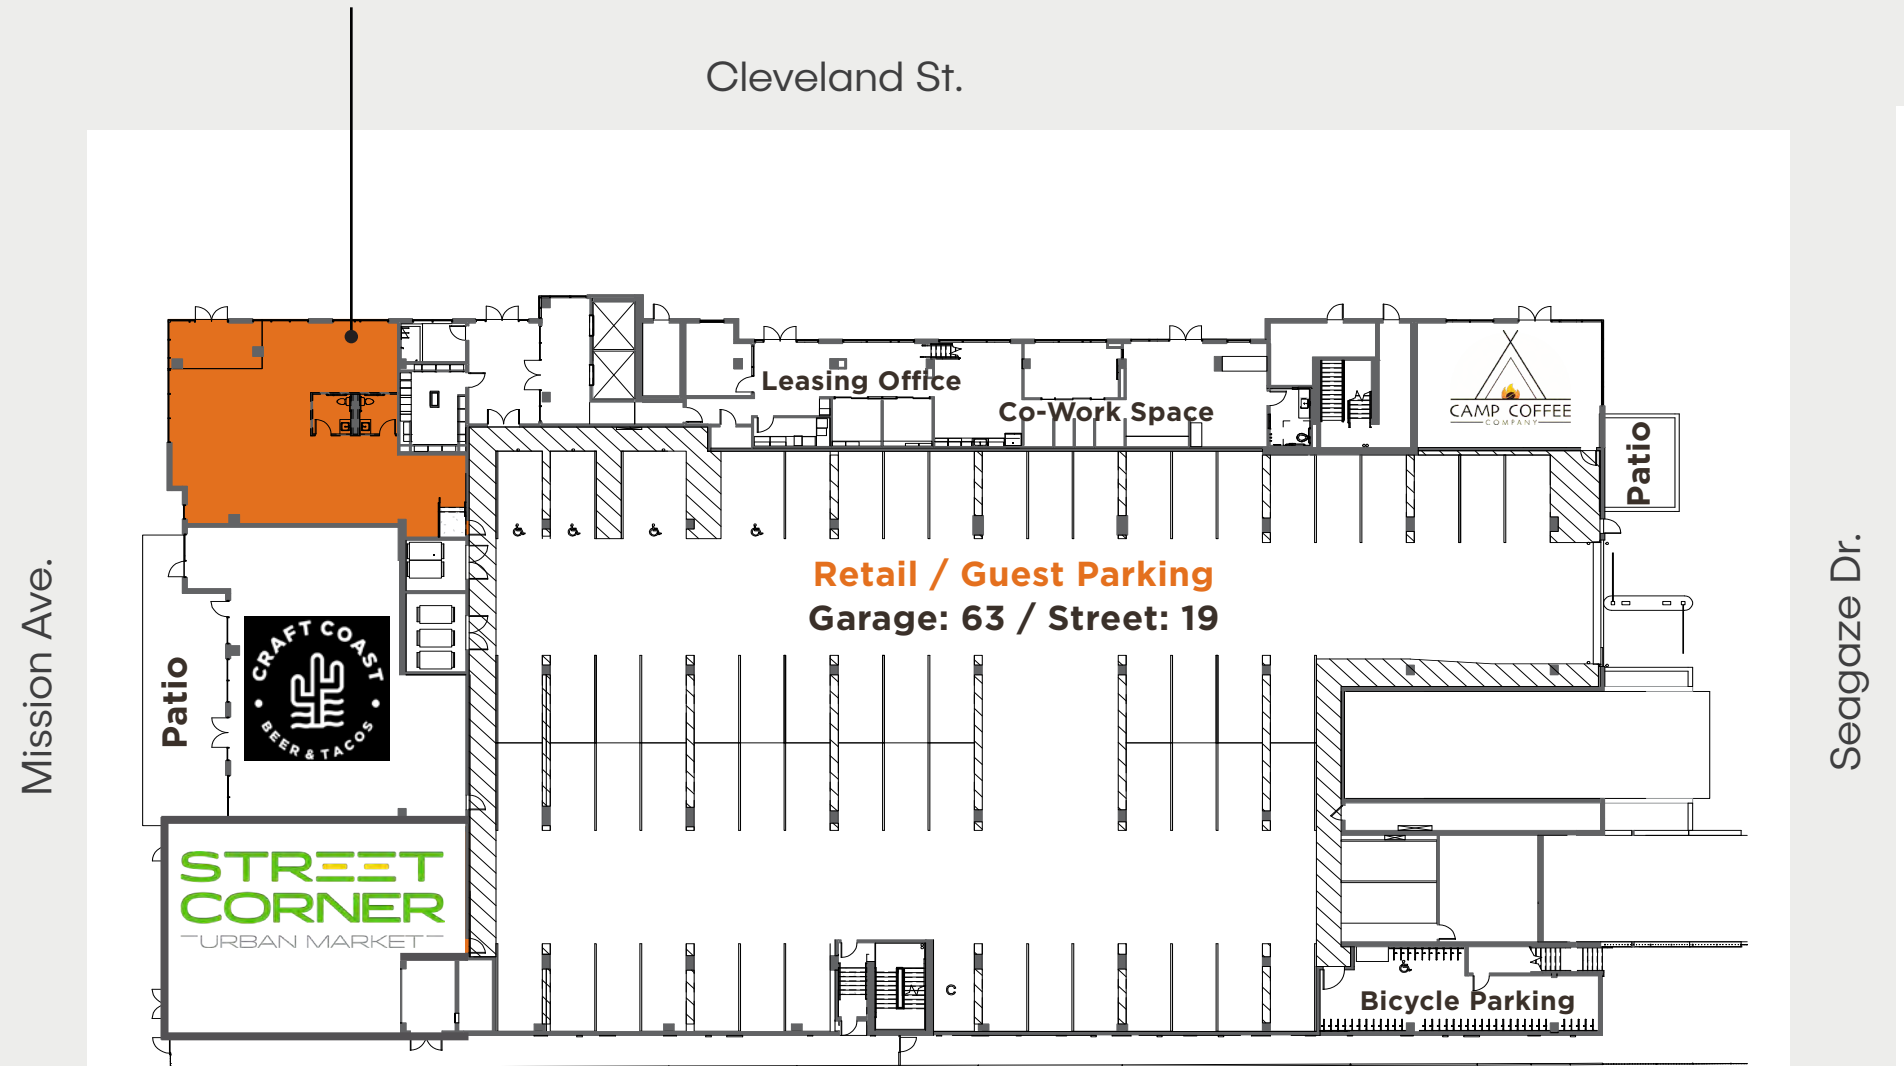 Cleveland St.
Leasing Office
Co-Work Space
CAMP COFFEE
COMPANY
Patio
Retail / Guest Parking
Garage: 63 / Street: 19
Mission Ave.
Seagaze Dr.
Patio
CRAFT COAST
BEER & TACOS
STREET
CORNER
URBAN MARKET
C
Bicycle Parking